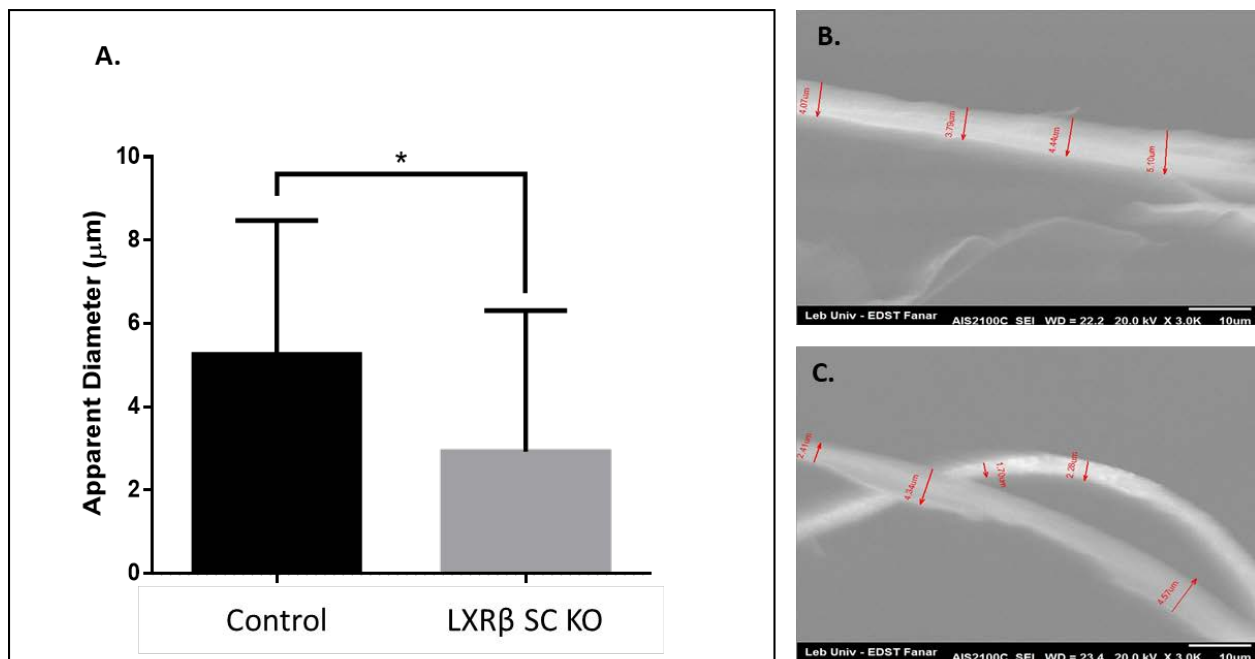 A.
10
8
6
4
2
0
Apparent Diameter (μm)
*
Control
LXRβ SC KO
B.
4.07um
3.79um
4.44um
5.10um
Leb Univ - EDST Fanar AIS2100C SEI WD = 22.2 20.0 kV X 3.0K 10um
C.
2.41um
4.34um
1.70um
2.28um
4.57um
Leb Univ - EDST Fanar AIS2100C SEI WD = 23.4 20.0 kV X 3.0K 10um